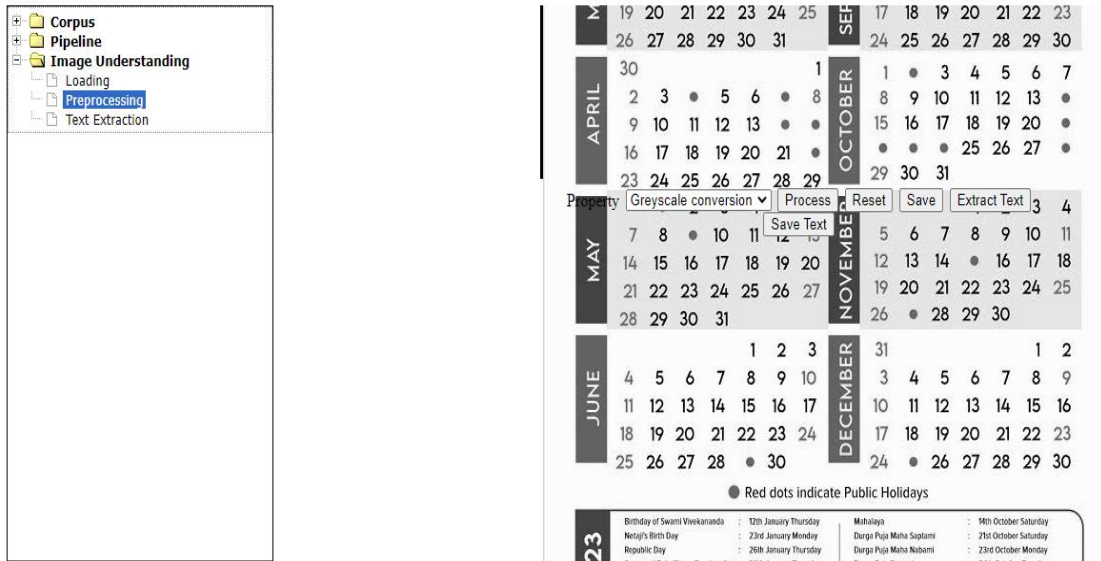 Corpus
Pipeline
Image Understanding
Loading
Preprocessing
Text Extraction
19 20 21 22 23 24 25
26 27 28 29 30 31
APRIL
30 1
2 3 ● 5 6 ● 8
9 10 11 12 13 ● ●
16 17 18 19 20 21 ●
23 24 25 26 27 28 29
MAY
7 8 ● 10 11 12 13
14 15 16 17 18 19 20
21 22 23 24 25 26 27
28 29 30 31
JUNE
1 2 3
4 5 6 7 8 9 10
11 12 13 14 15 16 17
18 19 20 21 22 23 24
25 26 27 28 ● 30
SEP
17 18 19 20 21 22 23
24 25 26 27 28 29 30
OCTOBER
1 ● 3 4 5 6 7
8 9 10 11 12 13 ●
15 16 17 18 19 20 ●
● ● ● 25 26 27 ●
29 30 31
Property Greyscale conversion Process Reset Save Extract Text
Save Text
NOVEMBER
3 4
5 6 7 8 9 10 11
12 13 14 ● 16 17 18
19 20 21 22 23 24 25
26 ● 28 29 30
DECEMBER
31 1 2
3 4 5 6 7 8 9
10 11 12 13 14 15 16
17 18 19 20 21 22 23
24 ● 26 27 28 29 30
● Red dots indicate Public Holidays
23
Birthday of Swami Vivekananda : 12th January Thursday
Netaji's Birth Day : 23rd January Monday
Republic Day : 26th January Thursday
Mahalaya : 14th October Saturday
Durga Puja Maha Saptami : 21st October Saturday
Durga Puja Maha Nabami : 23rd October Monday